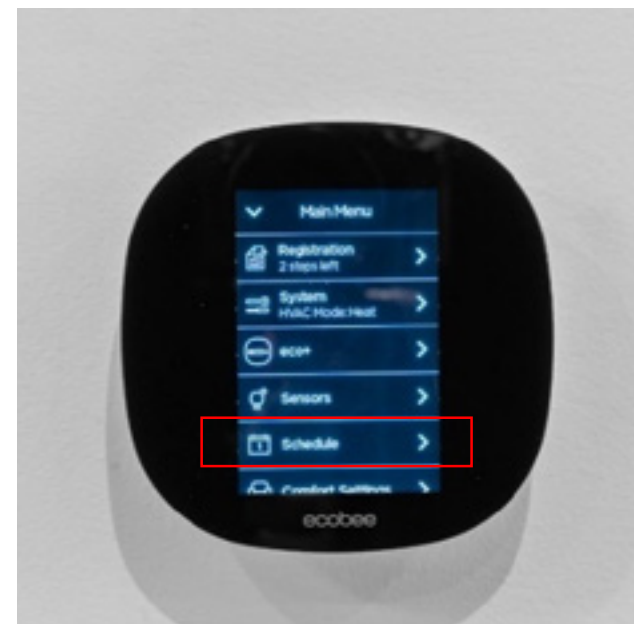 Main Menu
Registration
2 steps left
System
HVAC Mode: Heat
eco+
Sensors
Schedule
Comfort Settings
ecobee